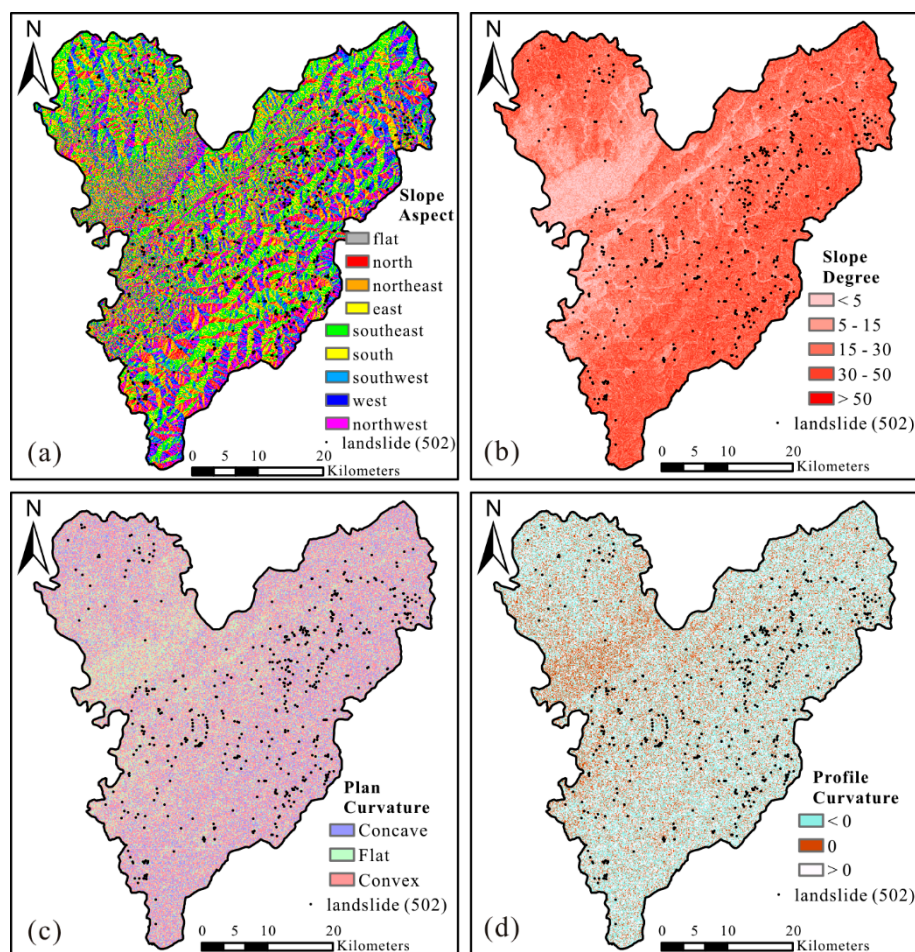 N
Slope
Aspect
flat
north
northeast
east
southeast
south
southwest
west
northwest
landslide (502)
0 5 10 20
Kilometers
(a)
N
Slope
Degree
< 5
5 - 15
15 - 30
30 - 50
> 50
landslide (502)
0 5 10 20
Kilometers
(b)
N
Plan
Curvature
Concave
Flat
Convex
landslide (502)
0 5 10 20
Kilometers
(c)
N
Profile
Curvature
< 0
0
> 0
landslide (502)
0 5 10 20
Kilometers
(d)